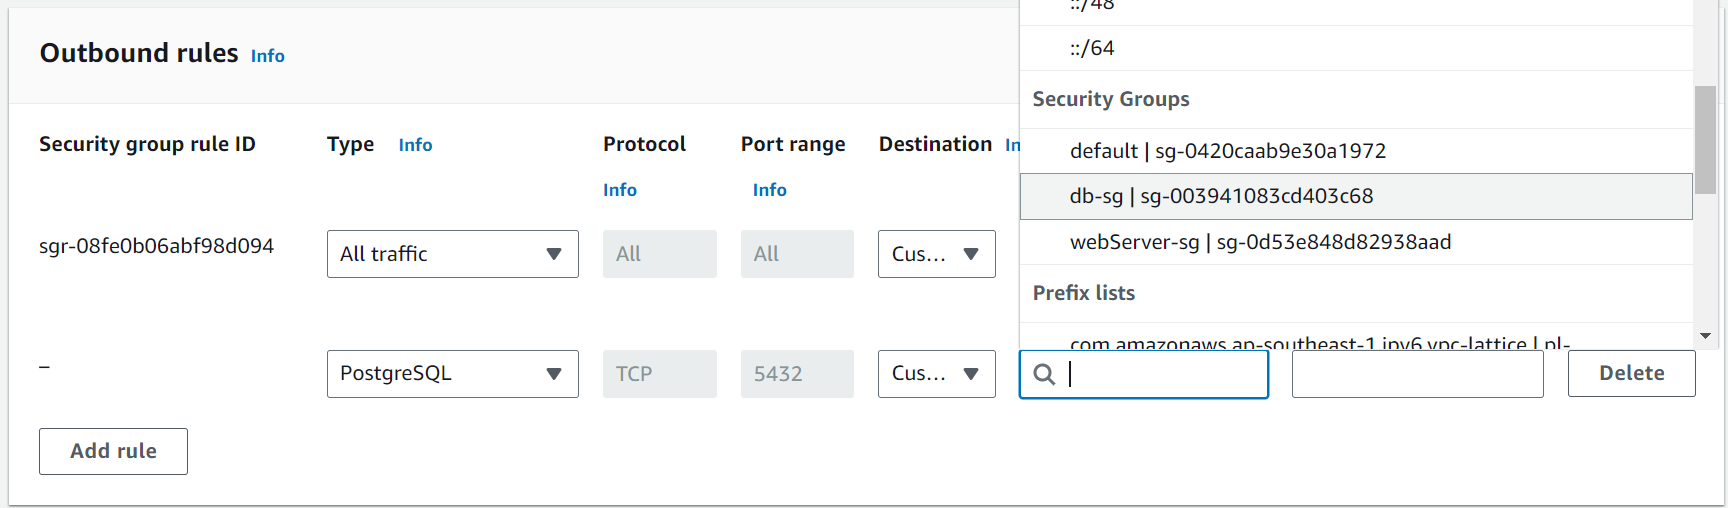 ::/48
::/64
Outbound rules Info
Security Groups
Security group rule ID Type Info Protocol Port range Destination In
Info Info
default | sg-0420caab9e30a1972
db-sg | sg-003941083cd403c68
webServer-sg | sg-0d53e848d82938aad
sgr-08fe0b06abf98d094 All traffic All All Cus...
Prefix lists
com.amazonaws.ap-southeast-1.ipv6.vpc-lattice | pl-
– PostgreSQL TCP 5432 Cus... Delete
Add rule